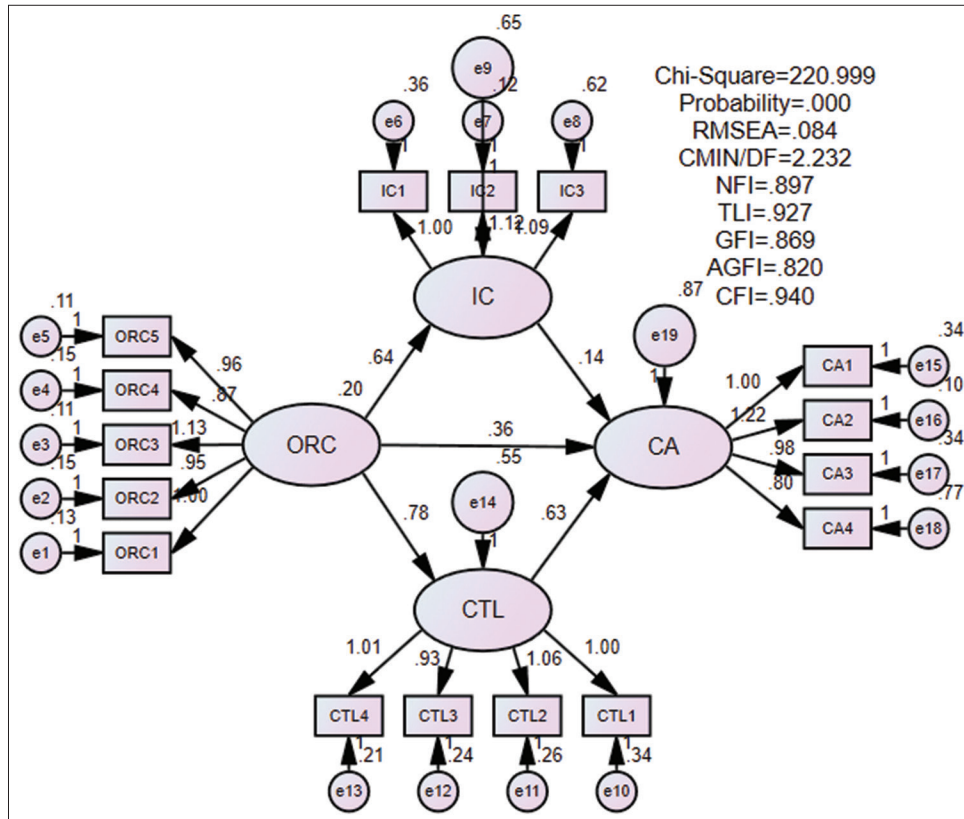 .65
e9
.36
.12
.62
e6
e7
e8
1
1
1
1
IC1
IC2
IC3
1.00
1.12
1.09
IC
Chi-Square=220.999
Probability=.000
RMSEA=.084
CMIN/DF=2.232
NFI=.897
TLI=.927
GFI=.869
AGFI=.820
CFI=.940
.11
e5
1
ORC5
.96
.15
e4
1
ORC4
.87
.11
e3
1
ORC3
1.13
.15
e2
1
ORC2
.95
.13
e1
1
ORC1
1.00
.20
ORC
.64
.36
.78
.14
.63
.87
e19
1
CA
1.00
CA1
1
e15
.34
1.22
CA2
1
e16
.10
.98
CA3
1
e17
.34
.80
CA4
1
e18
.77
.55
e14
1
CTL
1.01
.93
1.06
1.00
CTL4
CTL3
CTL2
CTL1
1
1
1
1
.21
.24
.26
.34
e13
e12
e11
e10